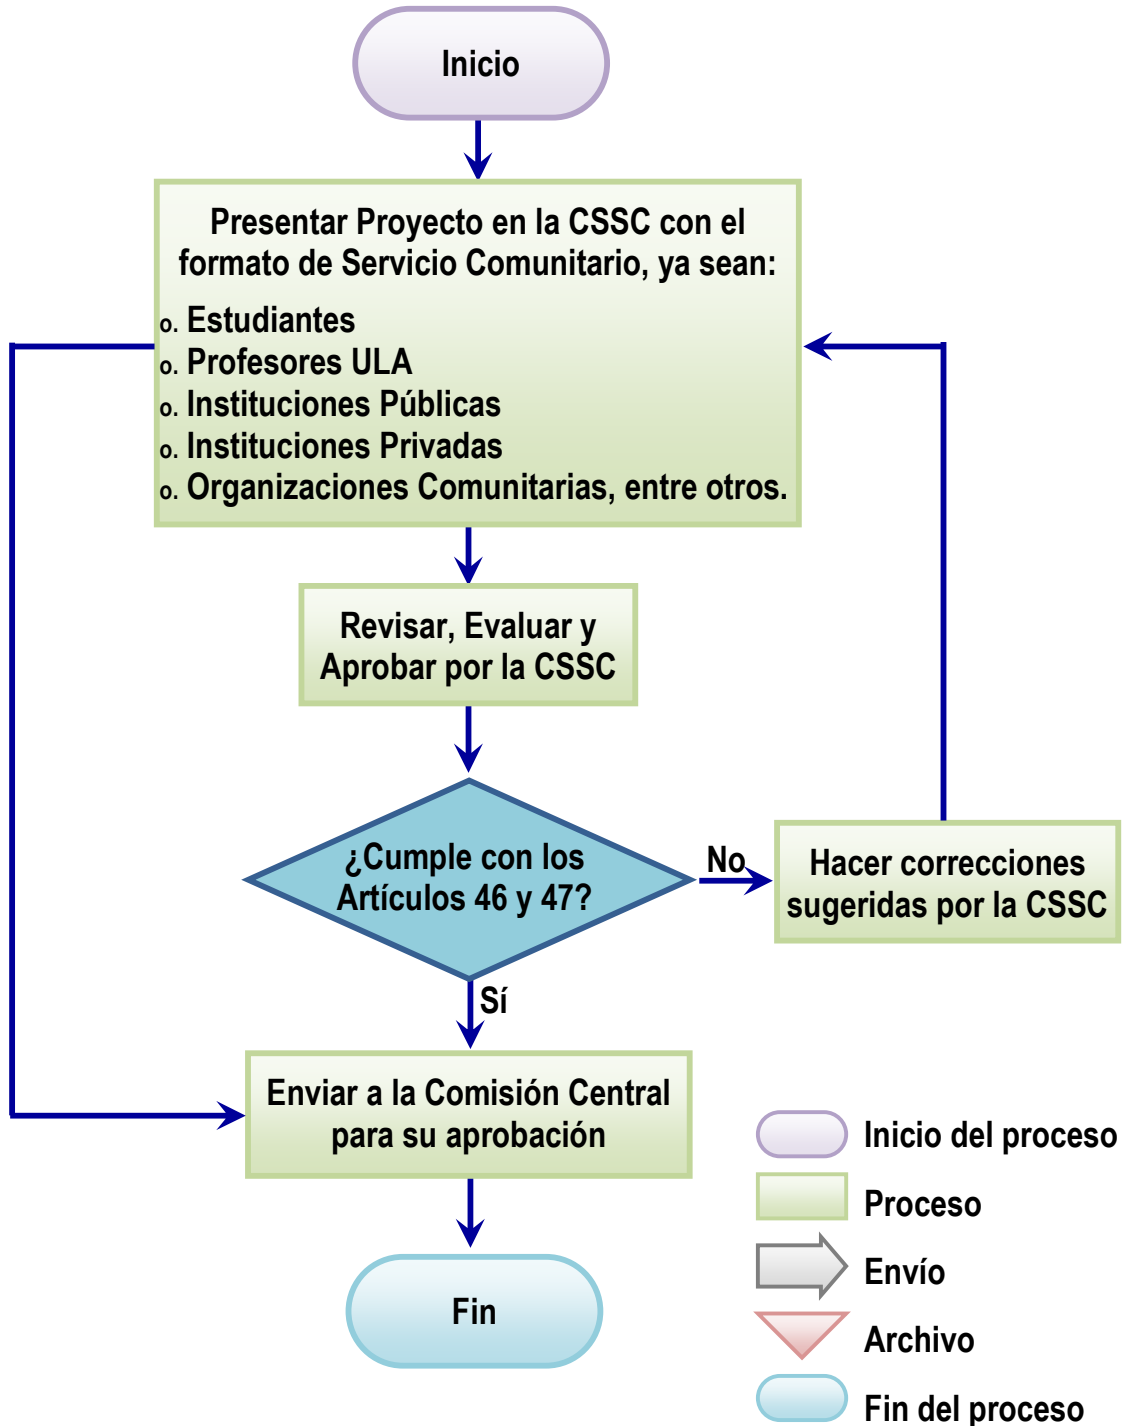 Inicio
Presentar Proyecto en la CSSC con el
formato de Servicio Comunitario, ya sean:
o. Estudiantes
o. Profesores ULA
o. Instituciones Públicas
o. Instituciones Privadas
o. Organizaciones Comunitarias, entre otros.
Revisar, Evaluar y
Aprobar por la CSSC
¿Cumple con los
Artículos 46 y 47?
No
Hacer correcciones
sugeridas por la CSSC
Sí
Enviar a la Comisión Central
para su aprobación
Fin
Inicio del proceso
Proceso
Envío
Archivo
Fin del proceso